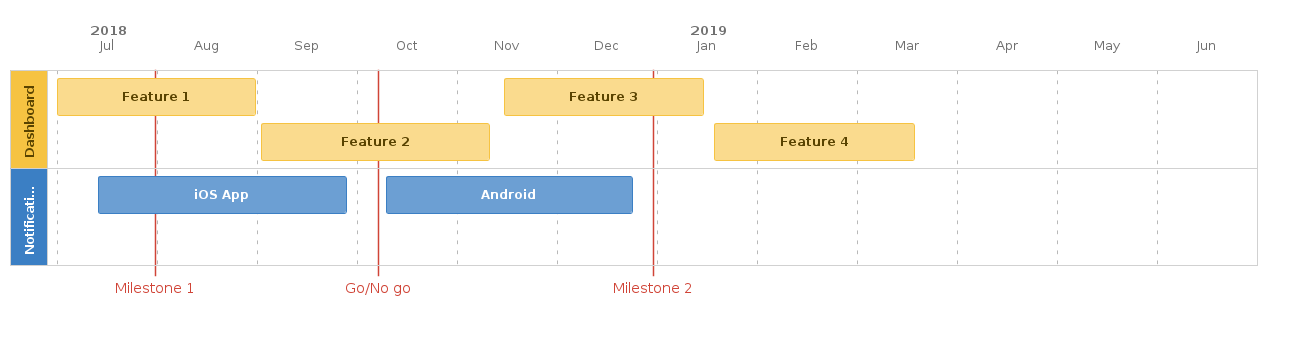 2018
2019
Jul
Aug
Sep
Oct
Nov
Dec
Jan
Feb
Mar
Apr
May
Jun
Dashboard
Feature 1
Feature 3
Feature 2
Feature 4
Notificati...
iOS App
Android
Milestone 1
Go/No go
Milestone 2